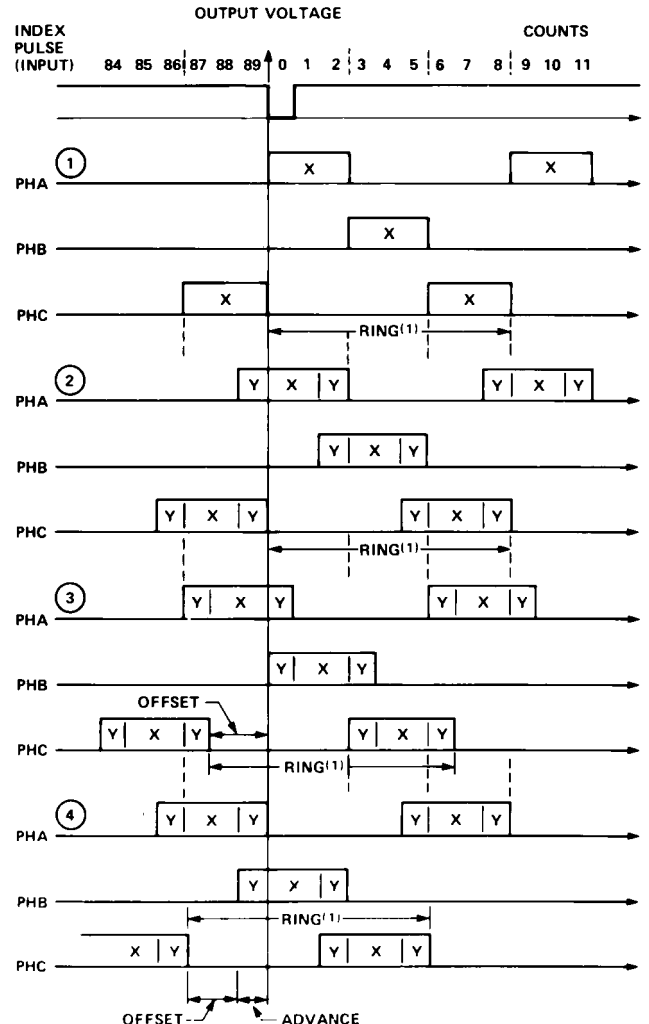 OUTPUT VOLTAGE
INDEX
PULSE
(INPUT)
COUNTS
84 85 86 87 88 89 0 1 2 3 4 5 6 7 8 9 10 11
1
PHA
X X
PHB
X
PHC
X X
RING(1)
2
PHA
Y X Y Y X Y
PHB
Y X Y
PHC
Y X Y Y X Y
RING(1)
3
PHA
Y X Y Y X Y
PHB
Y X Y
OFFSET
PHC
Y X Y Y X Y
RING(1)
4
PHA
Y X Y Y X Y
PHB
Y X Y
RING(1)
PHC
X Y Y X Y
OFFSET ADVANCE